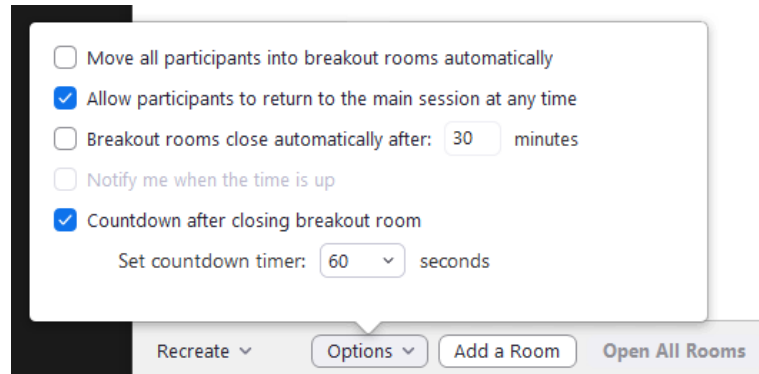 Move all participants into breakout rooms automatically
Allow participants to return to the main session at any time
Breakout rooms close automatically after: 30 minutes
Notify me when the time is up
Countdown after closing breakout room
Set countdown timer: 60 seconds
Recreate Options Add a Room Open All Rooms